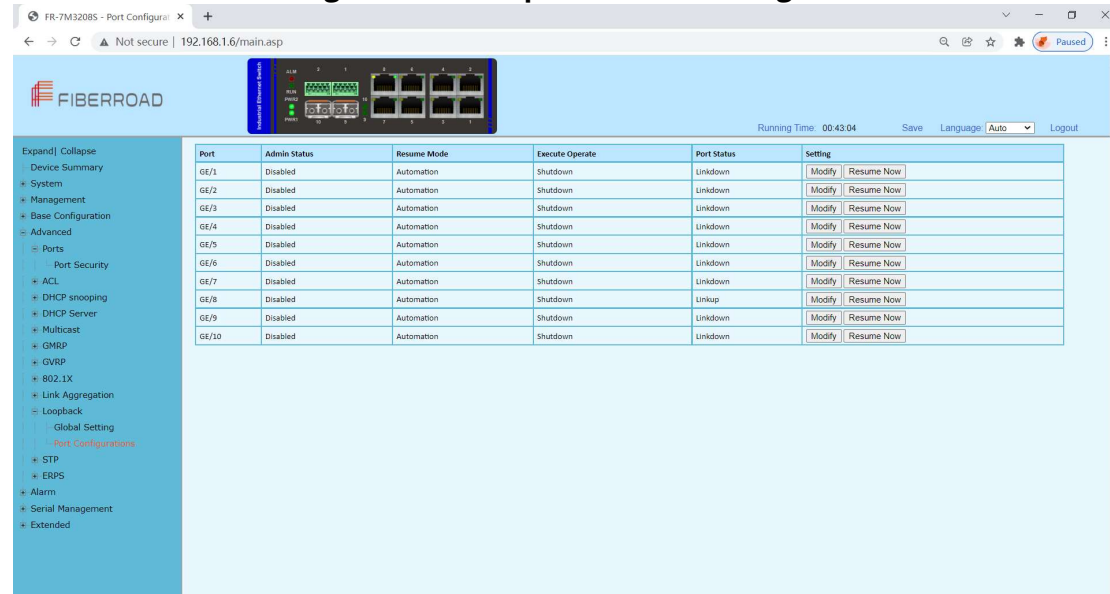 FR-7M3208S - Port Configurat
Not secure | 192.168.1.6/main.asp
Paused
FIBERROAD
Industrial Ethernet Switch
ALM
RUN
PWR2
PWR1
Running Time: 00:43:04 Save Language: Auto Logout
Expand| Collapse
Device Summary
System
Management
Base Configuration
Advanced
Ports
Port Security
ACL
DHCP snooping
DHCP Server
Multicast
GMRP
GVRP
802.1X
Link Aggregation
Loopback
Global Setting
Port Configurations
STP
ERPS
Alarm
Serial Management
Extended
Port Admin Status Resume Mode Execute Operate Port Status Setting
GE/1 Disabled Automation Shutdown Linkdown Modify Resume Now
GE/2 Disabled Automation Shutdown Linkdown Modify Resume Now
GE/3 Disabled Automation Shutdown Linkdown Modify Resume Now
GE/4 Disabled Automation Shutdown Linkdown Modify Resume Now
GE/5 Disabled Automation Shutdown Linkdown Modify Resume Now
GE/6 Disabled Automation Shutdown Linkdown Modify Resume Now
GE/7 Disabled Automation Shutdown Linkdown Modify Resume Now
GE/8 Disabled Automation Shutdown Linkup Modify Resume Now
GE/9 Disabled Automation Shutdown Linkdown Modify Resume Now
GE/10 Disabled Automation Shutdown Linkdown Modify Resume Now